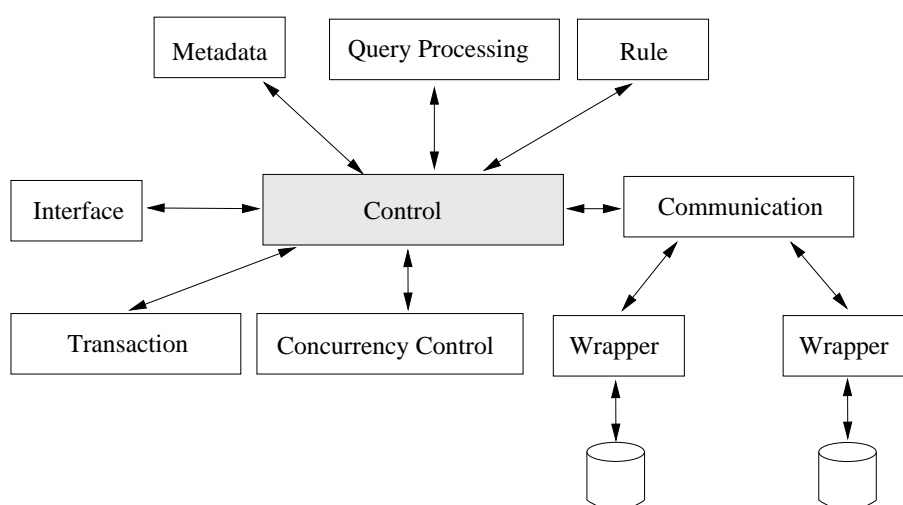 Metadata
Query Processing
Rule
Interface
Control
Communication
Transaction
Concurrency Control
Wrapper
Wrapper